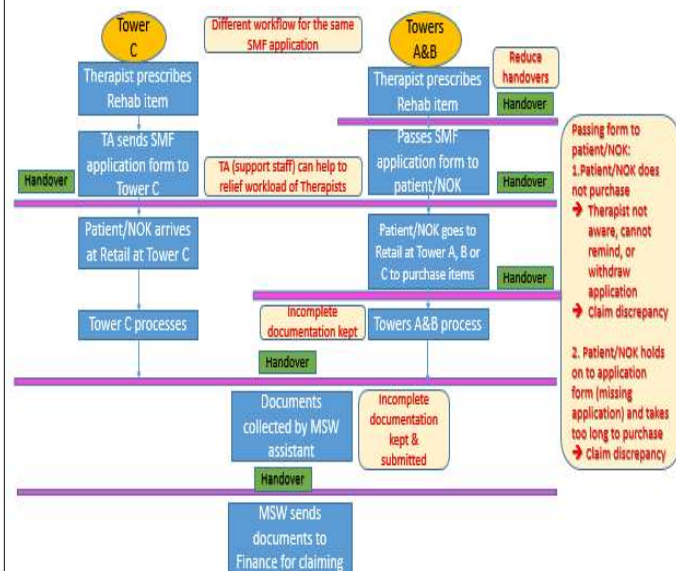 Tower
C
Different workflow for the same
SMF application
Towers
A&B
Reduce
handovers
Therapist prescribes
Rehab item
Therapist prescribes
Rehab item
Handover
TA sends SMF
application form to
Tower C
Handover
TA (support staff) can help to
relief workload of Therapists
Passes SMF
application form to
patient/NOK
Handover
Passing form to
patient/NOK:
1.Patient/NOK does
not purchase
➔ Therapist not
aware, cannot
remind, or
withdraw
application
➔ Claim discrepancy
2. Patient/NOK holds
on to application
form (missing
application) and takes
too long to purchase
➔ Claim discrepancy
Patient/NOK arrives
at Retail at Tower C
Patient/NOK goes to
Retail at Tower A, B or
C to purchase items
Handover
Tower C processes
Incomplete
documentation kept
Towers A&B process
Handover
Documents
collected by MSW
assistant
Incomplete
documentation
kept &
submitted
Handover
MSW sends
documents to
Finance for claiming